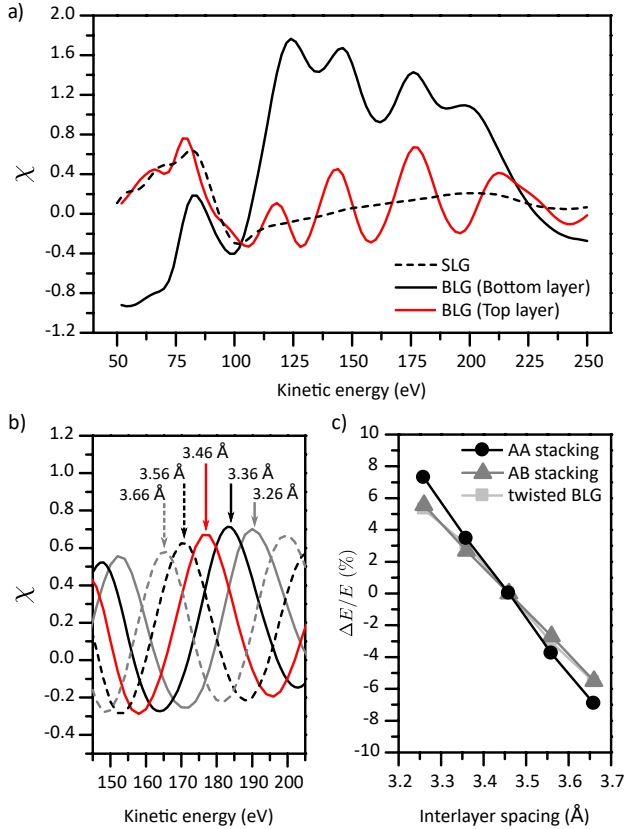 a)
2.0
1.6
1.2
0.8
0.4
0.0
-0.4
-0.8
-1.2
χ
SLG
BLG (Bottom layer)
BLG (Top layer)
50 75 100 125 150 175 200 225 250
Kinetic energy (eV)
b)
1.2
1.0
0.8
0.6
0.4
0.2
0.0
-0.2
-0.4
χ
3.46 Å
3.56 Å 3.36 Å
3.66 Å 3.26 Å
150 160 170 180 190 200
Kinetic energy (eV)
c)
10
8
6
4
2
0
-2
-4
-6
-8
-10
ΔE/E (%)
AA stacking
AB stacking
twisted BLG
3.2 3.3 3.4 3.5 3.6 3.7
Interlayer spacing (Å)